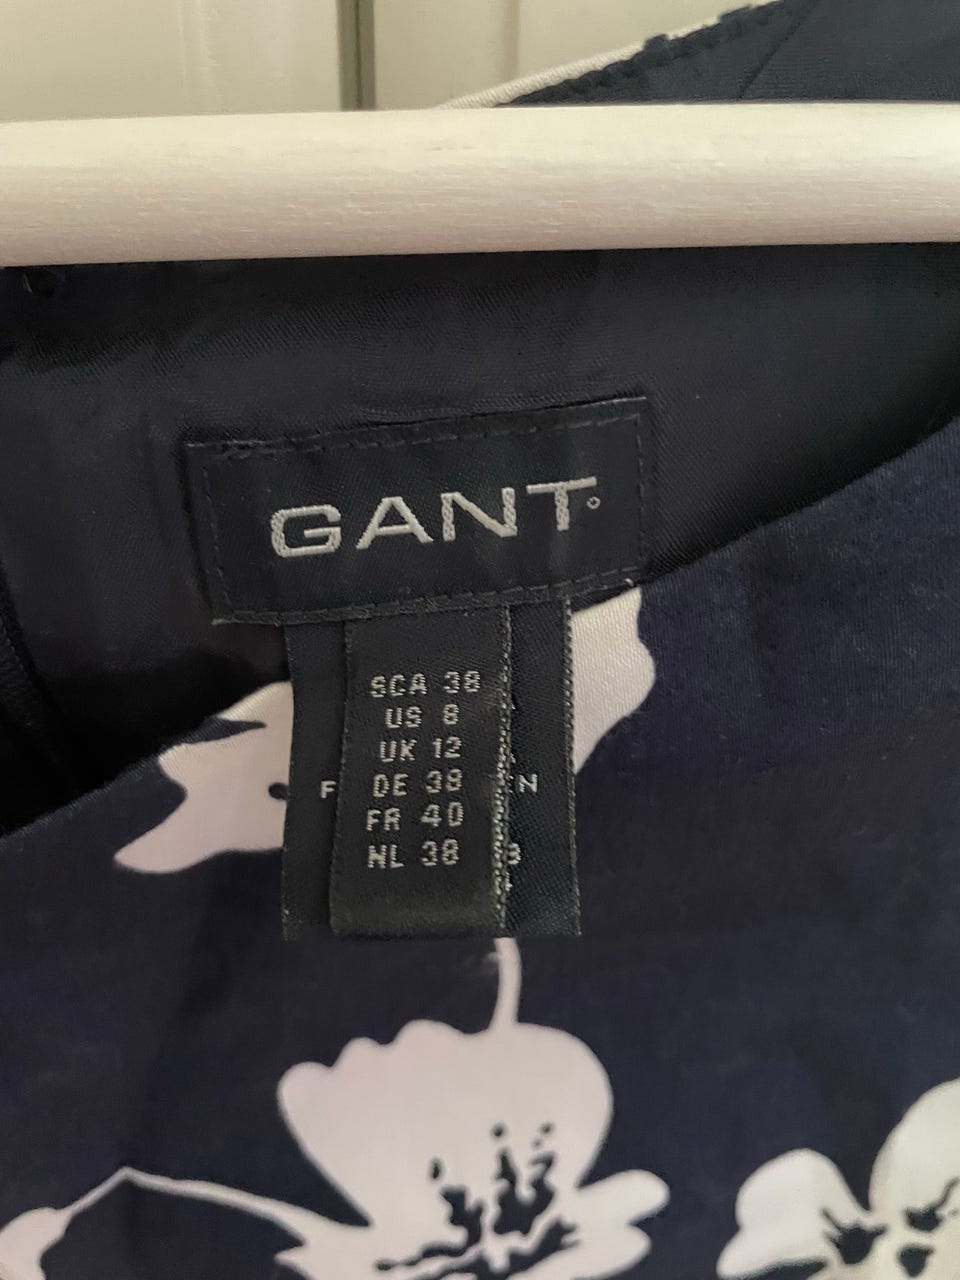 GANT
SCA 38
US 8
UK 12
DE 38
FR 40
NL 38